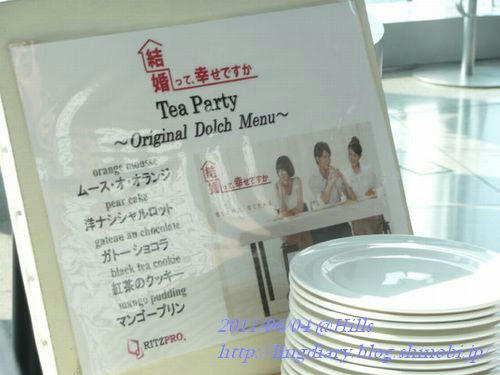 結婚って、幸せですか
Tea Party
～Original Dolch Menu～
orange mousse
ムース・オ・オランジ
pear cake
洋ナシシャルロット
gateau au chocolate
ガトーショコラ
black tea cookie
紅茶のクッキー
mango pudding
マンゴープリン
RITZPRO.
結婚って、幸せですか
2011/06/04 @Hills
http://lingdiary.blog.shinobi.jp